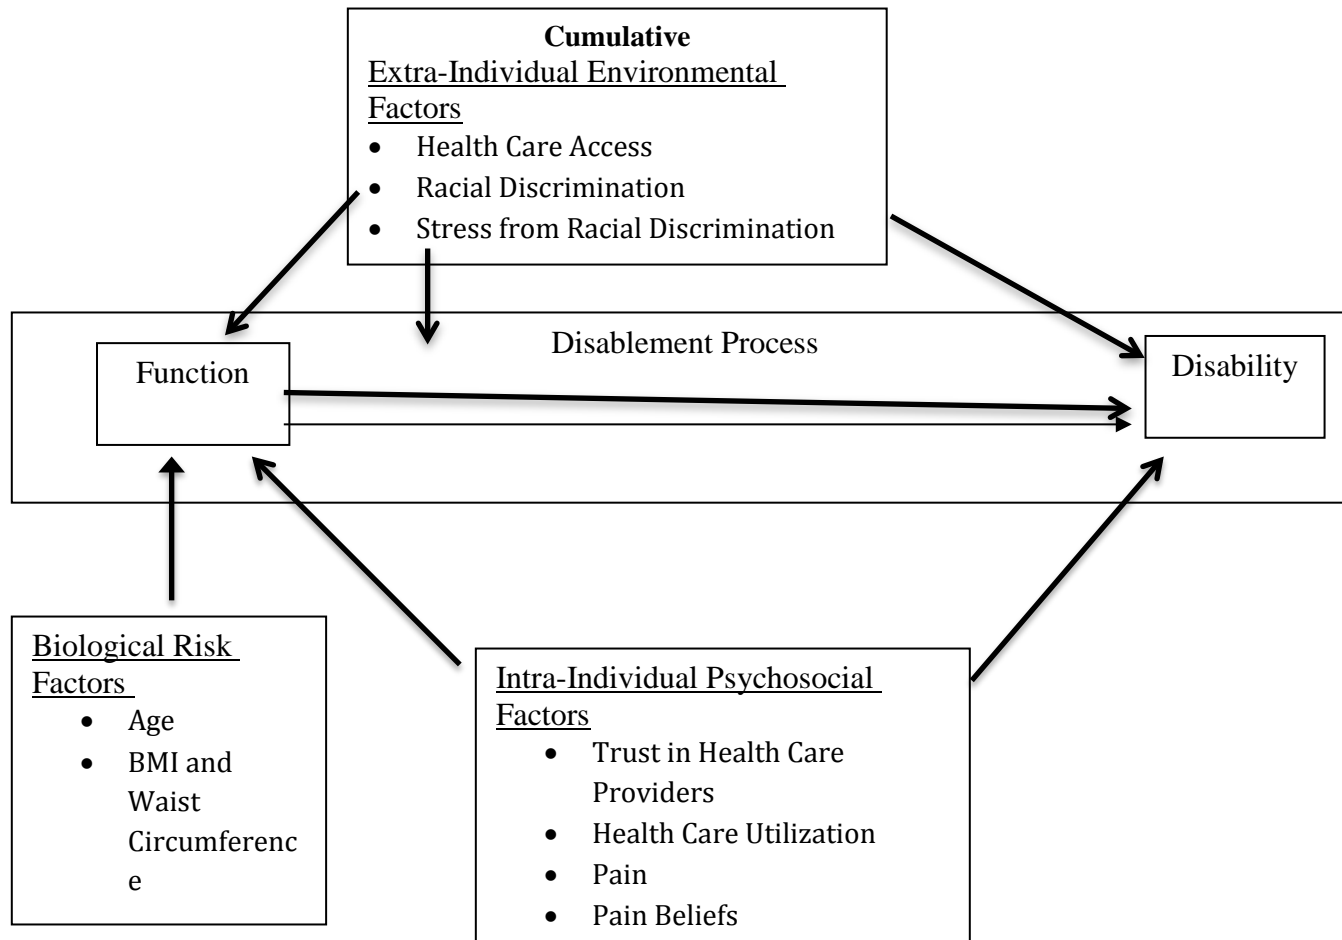 Cumulative
Extra-Individual Environmental
Factors
• Health Care Access
• Racial Discrimination
• Stress from Racial Discrimination
Disablement Process
Function
Disability
Biological Risk
Factors
• Age
• BMI and
Waist
Circumferenc
e
Intra-Individual Psychosocial
Factors
• Trust in Health Care
Providers
• Health Care Utilization
• Pain
• Pain Beliefs